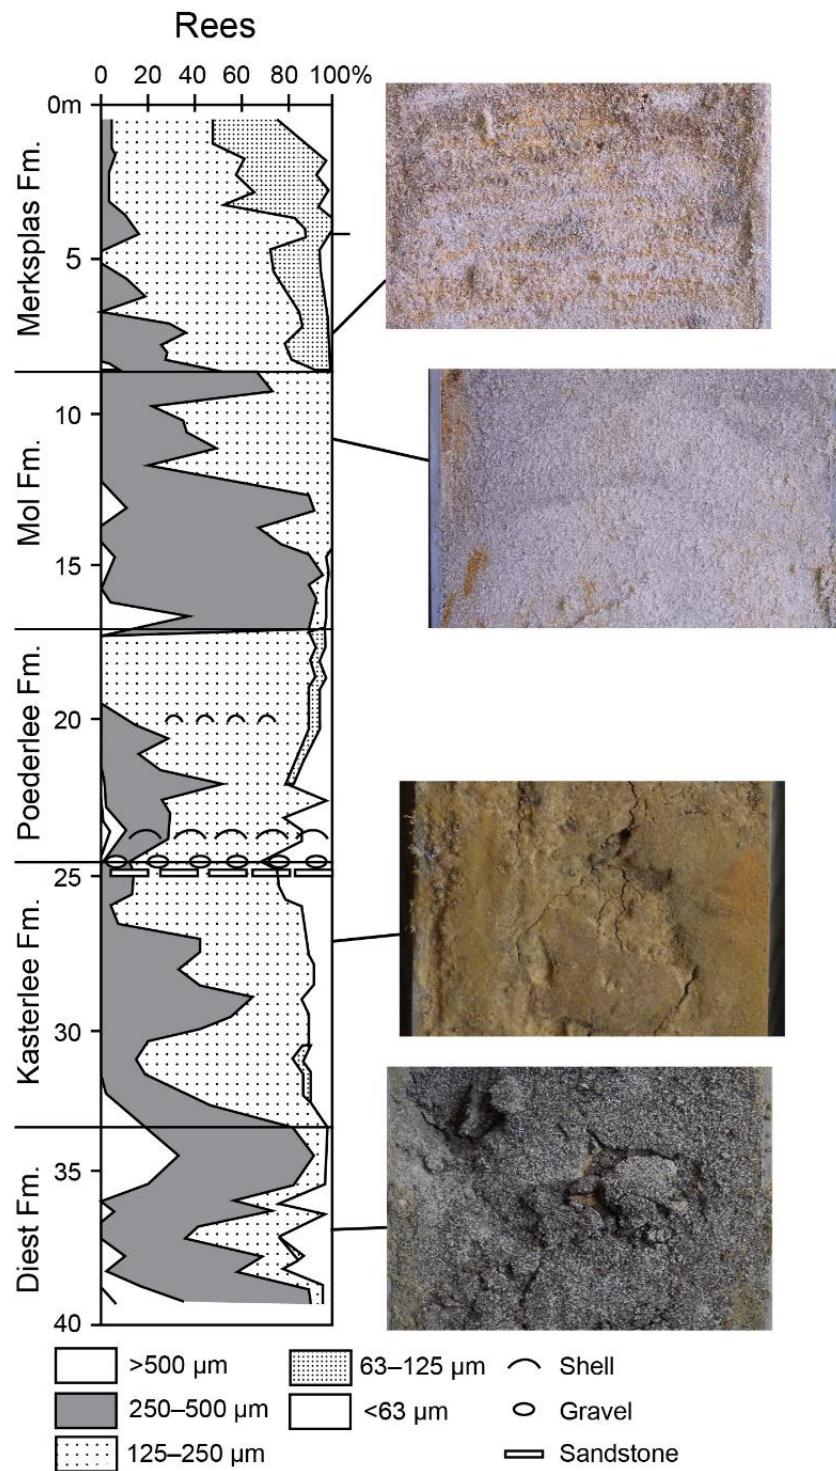 Rees
0 20 40 60 80 100%
0m
5
10
15
20
25
30
35
40
Merksplas Fm.
Mol Fm.
Poederlee Fm.
Kasterlee Fm.
Diest Fm.
>500 µm
250–500 µm
125–250 µm
63–125 µm
<63 µm
Shell
Gravel
Sandstone